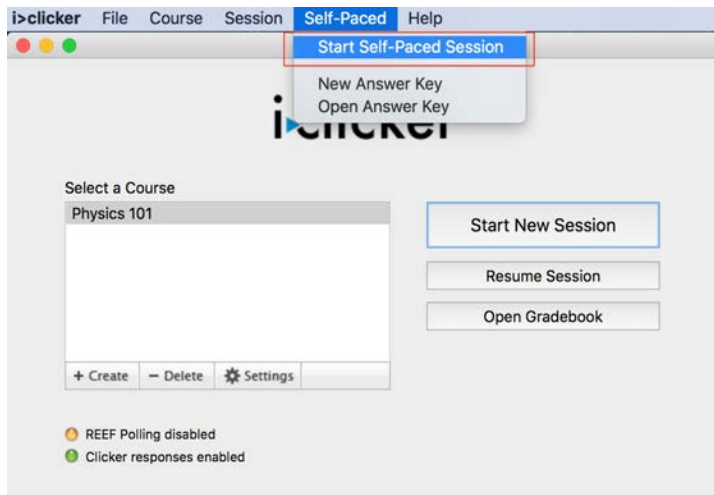 i>clicker File Course Session Self-Paced Help
Start Self-Paced Session
New Answer Key
Open Answer Key
i▸clicker
Select a Course
Physics 101
Start New Session
Resume Session
Open Gradebook
+ Create − Delete Settings
REEF Polling disabled
Clicker responses enabled